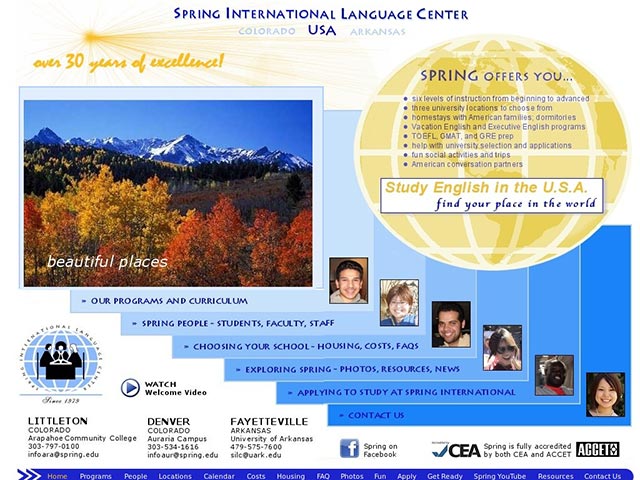 SPRING INTERNATIONAL LANGUAGE CENTER
COLORADO USA ARKANSAS
over 30 years of excellence!
SPRING OFFERS YOU...
six levels of instruction from beginning to advanced
three university locations to choose from
homestays with American families; dormitories
Vacation English and Executive English programs
TOEFL, GMAT, and GRE prep
help with university selection and applications
fun social activities and trips
American conversation partners
Study English in the U.S.A.
find your place in the world
beautiful places
» OUR PROGRAMS AND CURRICULUM
» SPRING PEOPLE - STUDENTS, FACULTY, STAFF
» CHOOSING YOUR SCHOOL - HOUSING, COSTS, FAQS
» EXPLORING SPRING - PHOTOS, RESOURCES, NEWS
» APPLYING TO STUDY AT SPRING INTERNATIONAL
» CONTACT US
SPRING INTERNATIONAL LANGUAGE CENTER
Since 1979
WATCH
Welcome Video
LITTLETON
COLORADO
Arapahoe Community College
303-797-0100
infoara@spring.edu
DENVER
COLORADO
Auraria Campus
303-534-1616
infoaur@spring.edu
FAYETTEVILLE
ARKANSAS
University of Arkansas
479-575-7600
silc@uark.edu
f
Spring on
Facebook
CEA
Spring is fully accredited
by both CEA and ACCET
ACCET
Home Programs People Locations Calendar Costs Housing FAQ Photos Fun Apply Get Ready Spring YouTube Resources Contact Us